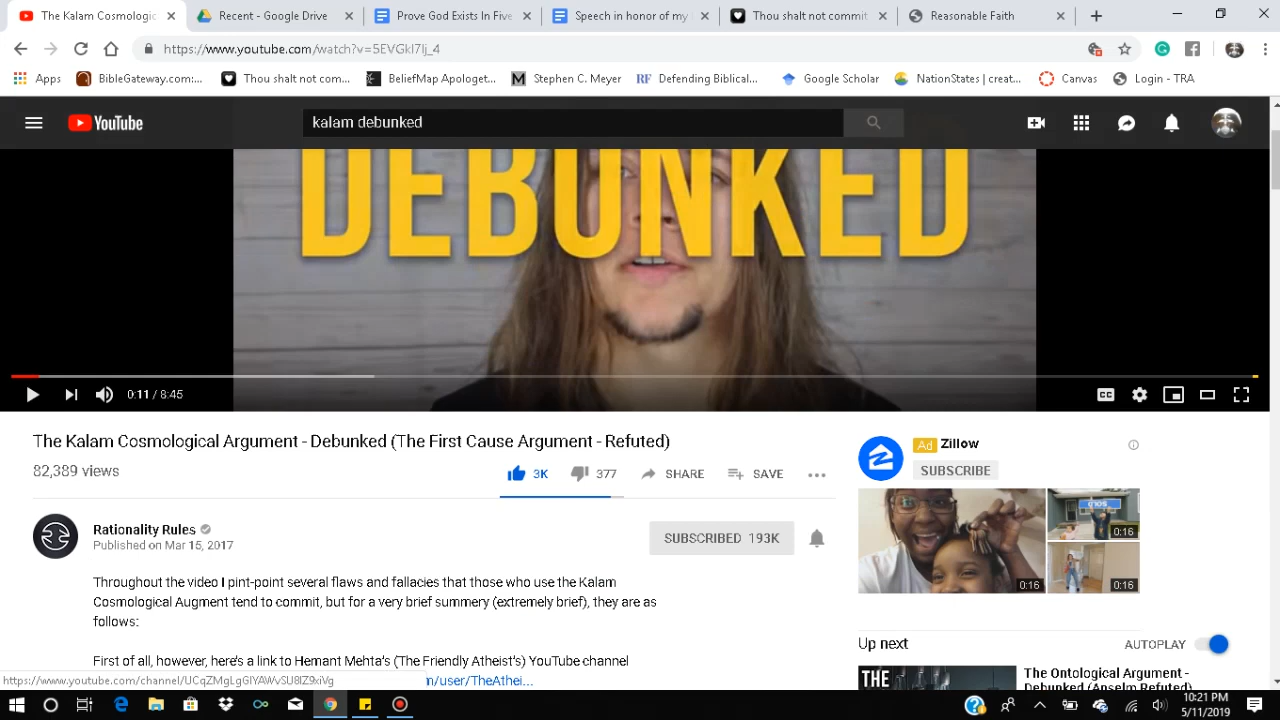 The Kalam Cosmologic
Recent - Google Drive
Prove God Ixists In Five
Speech in honor of my
Thou shalt not commit
Reasonable Faith
https://www.youtube.com/watch?v=5EVGkI7Ij_4
Apps
BibleGateway.com:...
Thou shalt not com...
BeliefMap Apologet...
Stephen C. Meyer
RF Defending Biblical...
Google Scholar
NationStates | creat...
Canvas
Login - TRA
YouTube
kalam debunked
DEBUNKED
0:11 / 8:45
CC
The Kalam Cosmological Argument - Debunked (The First Cause Argument - Refuted)
82,389 views
3K
377
SHARE
SAVE
Rationality Rules
Published on Mar 15, 2017
SUBSCRIBED 193K
Throughout the video I pint-point several flaws and fallacies that those who use the Kalam
Cosmological Augment tend to commit, but for a very brief summery (extremely brief), they are as
follows:
First of all, however, here's a link to Hemant Mehta's (The Friendly Atheist's) YouTube channel
m/user/TheAthei...
Ad Zillow
SUBSCRIBE
0:16
0:16
0:16
Up next
AUTOPLAY
THE
The Ontological Argument -
Debunked (Anselm Refuted)
10:21 PM
5/11/2019